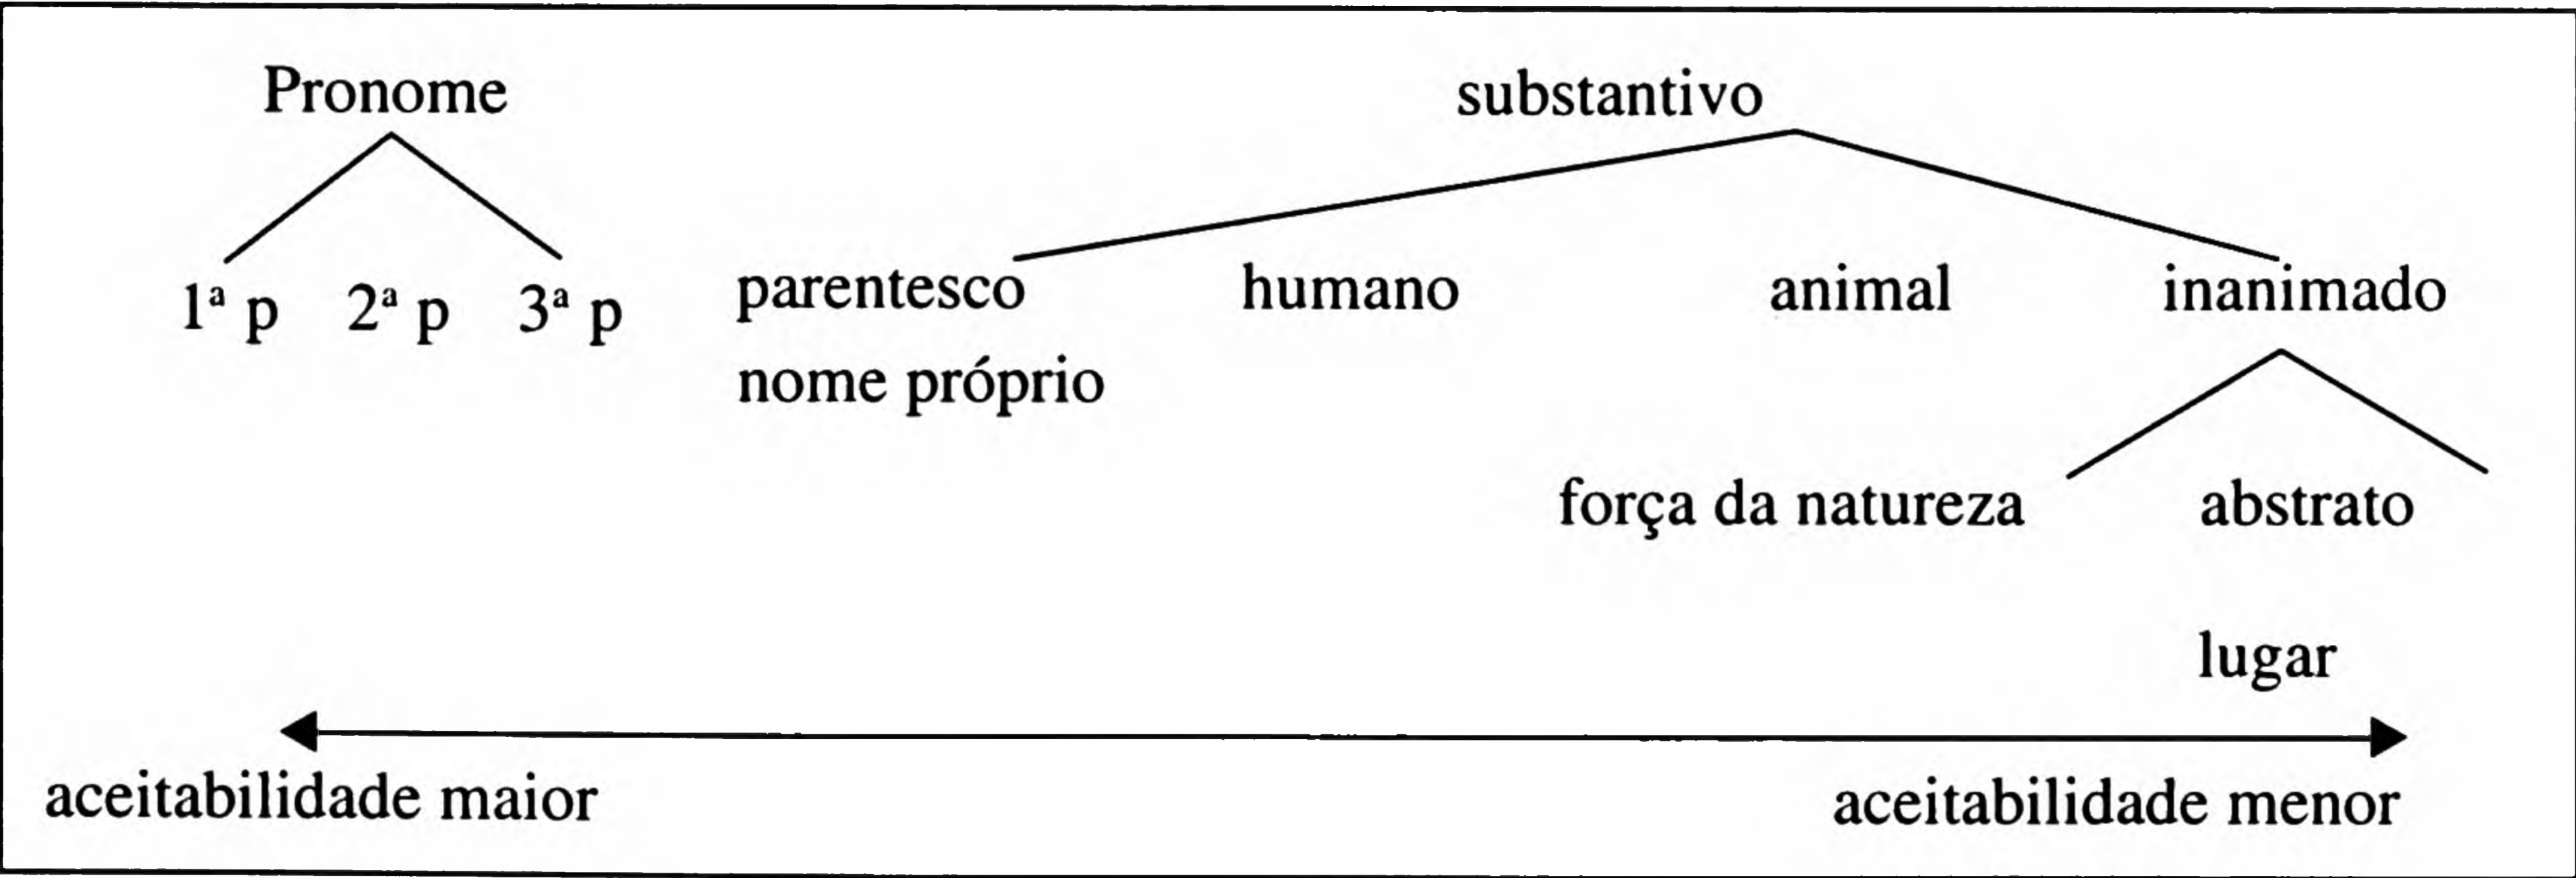 Pronome substantivo
1ª p 2ª p 3ª p parentesco humano animal inanimado
nome próprio
força da natureza abstrato
lugar
aceitabilidade maior aceitabilidade menor